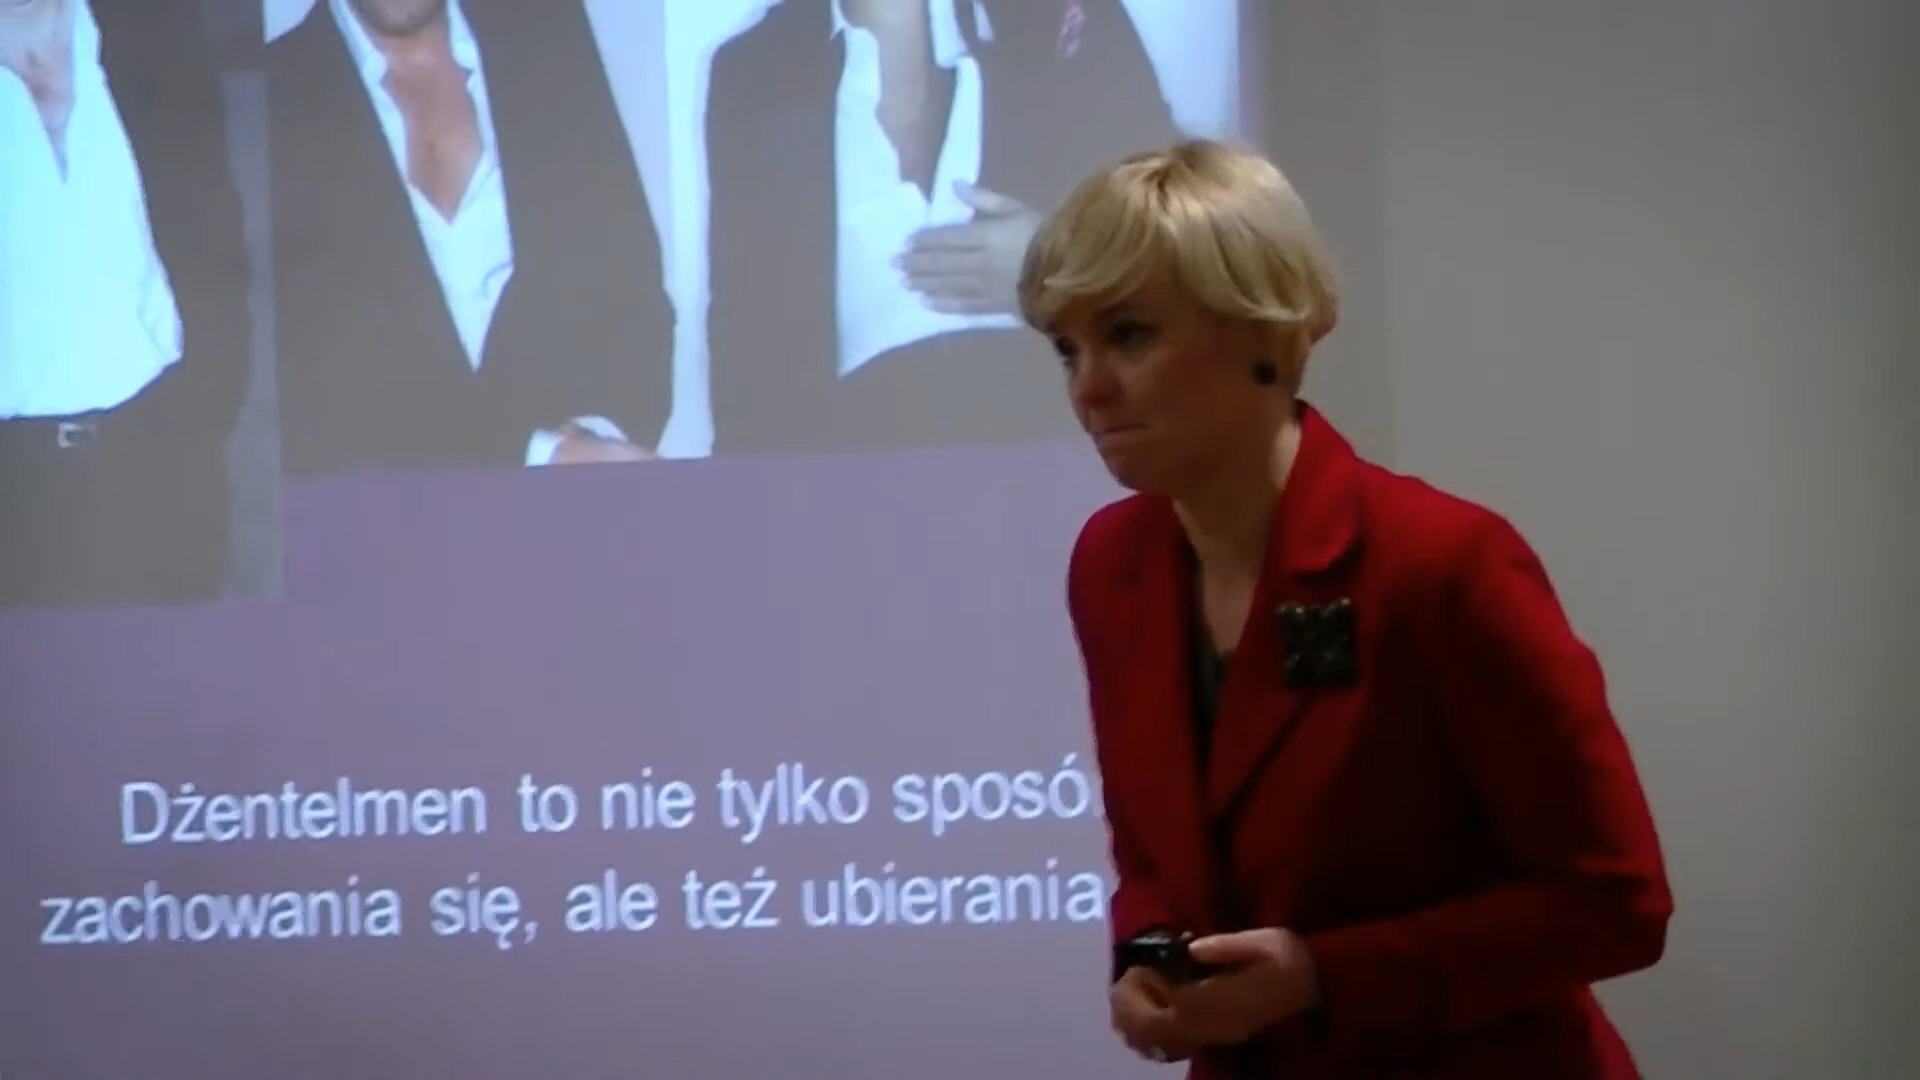 Dżentelmen to nie tylko
zachowania się, ale też ubierania